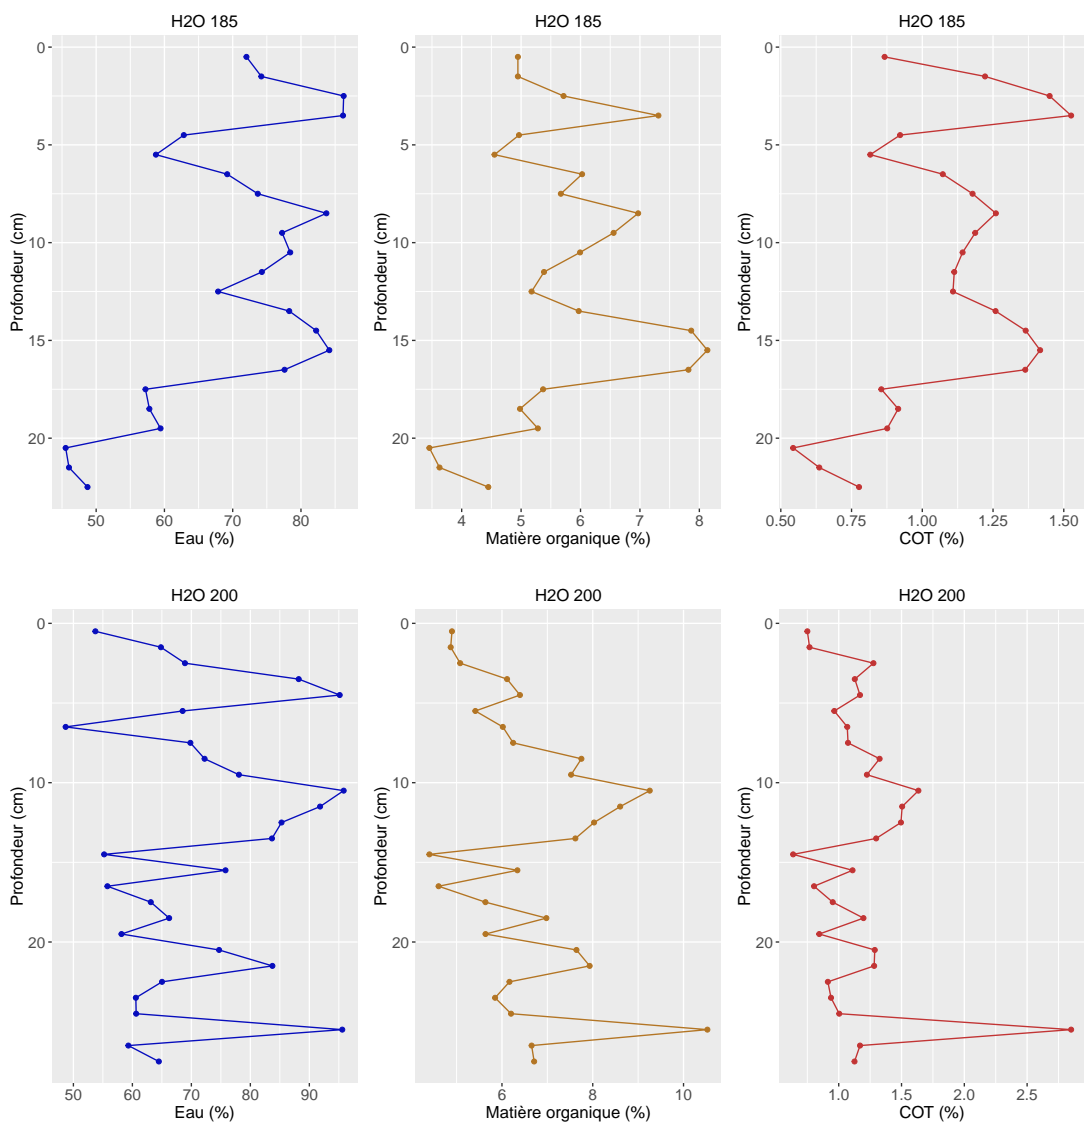 H2O 185
H2O 185
H2O 185
0
5
10
15
20
Profondeur (cm)
50 60 70 80
Eau (%)
0
5
10
15
20
Profondeur (cm)
4 5 6 7 8
Matière organique (%)
0
5
10
15
20
Profondeur (cm)
0.50 0.75 1.00 1.25 1.50
COT (%)
H2O 200
H2O 200
H2O 200
0
10
20
Profondeur (cm)
50 60 70 80 90
Eau (%)
0
10
20
Profondeur (cm)
6 8 10
Matière organique (%)
0
10
20
Profondeur (cm)
1.0 1.5 2.0 2.5
COT (%)